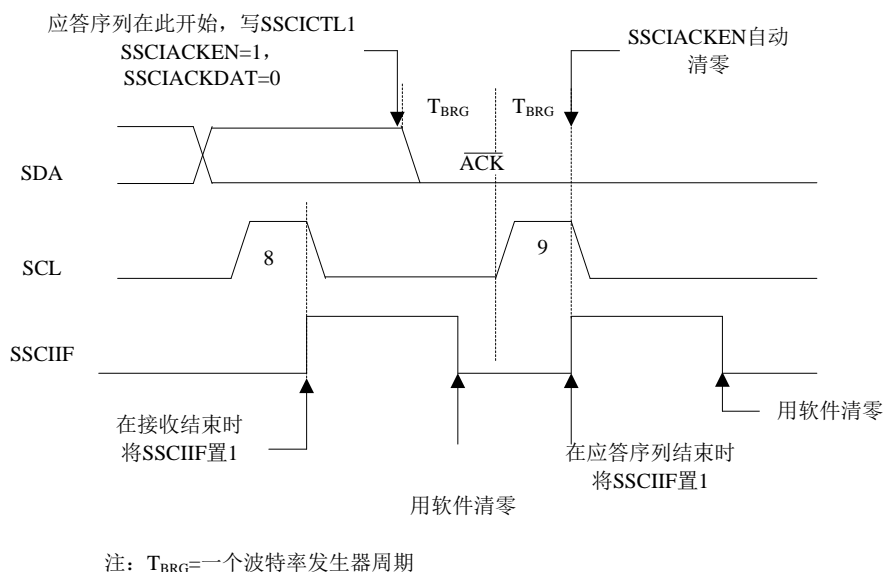 应答序列在此开始，写SSCICTL1
SSCIACKEN=1，
SSCIACKDAT=0
SSCIACKEN自动
清零
TBRG
TBRG
SDA
ACK
SCL
8
9
SSCIIF
在接收结束时
将SSCIIF置1
用软件清零
在应答序列结束时
将SSCIIF置1
用软件清零
注：TBRG=一个波特率发生器周期